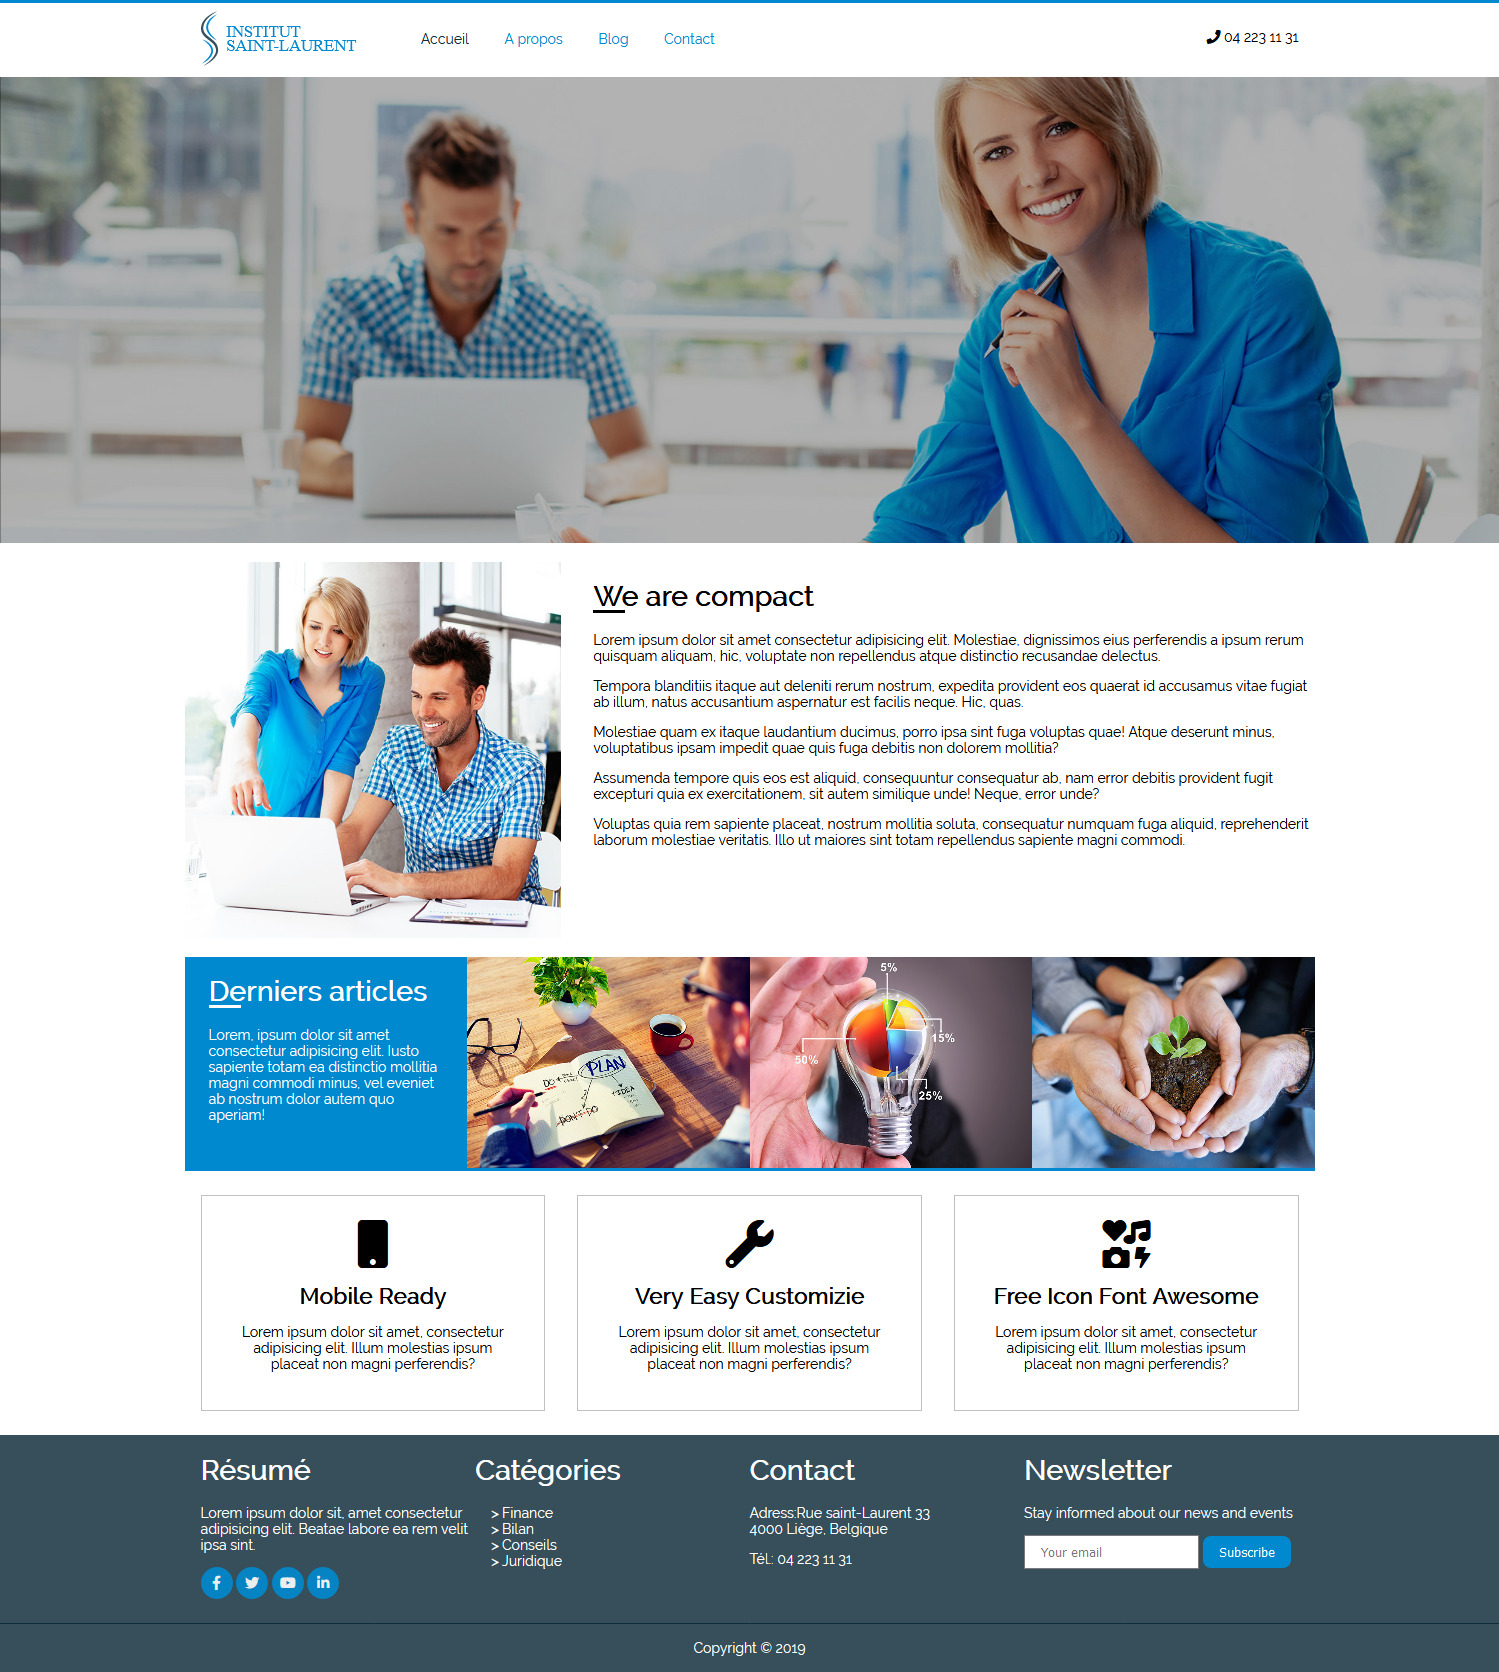 INSTITUT
SAINT-LAURENT
Accueil
A propos
Blog
Contact
04 223 11 31
We are compact
Lorem ipsum dolor sit amet consectetur adipisicing elit. Molestiae, dignissimos eius perferendis a ipsum rerum
quisquam aliquam, hic, voluptate non repellendus atque distinctio recusandae delectus.
Tempora blanditiis itaque aut deleniti rerum nostrum, expedita provident eos quaerat id accusamus vitae fugiat
ab illum, natus accusantium aspernatur est facilis neque. Hic, quas.
Molestiae quam ex itaque laudantium ducimus, porro ipsa sint fuga voluptas quae! Atque deserunt minus,
voluptatibus ipsam impedit quae quis fuga debitis non dolorem mollitia?
Assumenda tempore quis eos est aliquid, consequuntur consequatur ab, nam error debitis provident fugit
excepturi quia ex exercitationem, sit autem similique unde! Neque, error unde?
Voluptas quia rem sapiente placeat, nostrum mollitia soluta, consequatur numquam fuga aliquid, reprehenderit
laborum molestiae veritatis. Illo ut maiores sint totam repellendus sapiente magni commodi.
Derniers articles
Lorem, ipsum dolor sit amet
consectetur adipisicing elit. Iusto
sapiente totam ea distinctio mollitia
magni commodi minus, vel eveniet
ab nostrum dolor autem quo
aperiam!
PLAN
DO
IDEA
DON'T DO
5%
15%
50%
25%
Mobile Ready
Lorem ipsum dolor sit amet, consectetur
adipisicing elit. Illum molestias ipsum
placeat non magni perferendis?
Very Easy Customizie
Lorem ipsum dolor sit amet, consectetur
adipisicing elit. Illum molestias ipsum
placeat non magni perferendis?
Free Icon Font Awesome
Lorem ipsum dolor sit amet, consectetur
adipisicing elit. Illum molestias ipsum
placeat non magni perferendis?
Résumé
Lorem ipsum dolor sit, amet consectetur
adipisicing elit. Beatae labore ea rem velit
ipsa sint.
Catégories
> Finance
> Bilan
> Conseils
> Juridique
Contact
Adress:Rue saint-Laurent 33
4000 Liège, Belgique
Tél.: 04 223 11 31
Newsletter
Stay informed about our news and events
Your email
Subscribe
Copyright © 2019